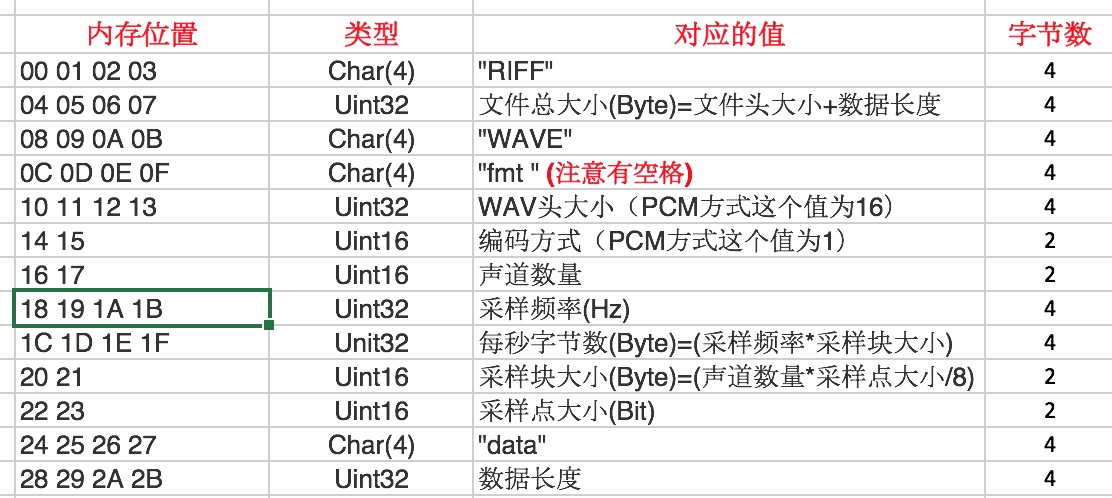 内存位置 类型 对应的值 字节数
00 01 02 03 Char(4) "RIFF" 4
04 05 06 07 Uint32 文件总大小(Byte)=文件头大小+数据长度 4
08 09 0A 0B Char(4) "WAVE" 4
0C 0D 0E 0F Char(4) "fmt " (注意有空格) 4
10 11 12 13 Uint32 WAV头大小（PCM方式这个值为16） 4
14 15 Uint16 编码方式（PCM方式这个值为1） 2
16 17 Uint16 声道数量 2
18 19 1A 1B Uint32 采样频率(Hz) 4
1C 1D 1E 1F Unit32 每秒字节数(Byte)=(采样频率*采样块大小) 4
20 21 Uint16 采样块大小(Byte)=(声道数量*采样点大小/8) 2
22 23 Uint16 采样点大小(Bit) 2
24 25 26 27 Char(4) "data" 4
28 29 2A 2B Uint32 数据长度 4